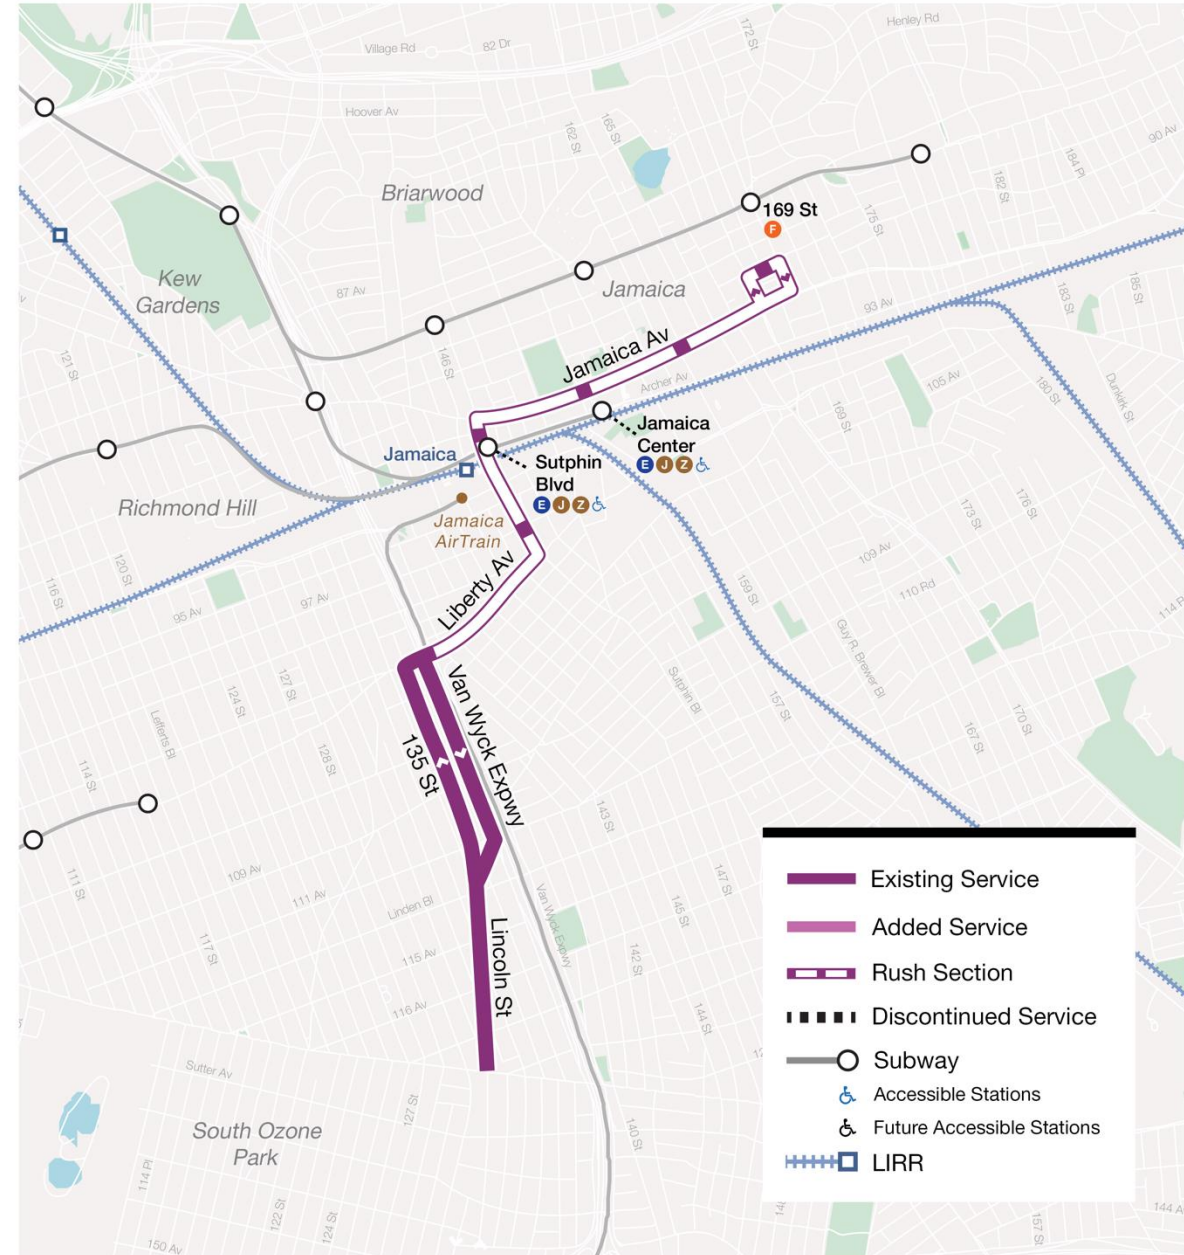 Henley Rd
172 St
Village Rd
82 Dr
Hoover Av
162 St
165 St
90 Av
184 Pl
182 St
Briarwood
169 St
F
175 St
Kew
Gardens
87 Av
Jamaica
183 St
185 St
93 Av
121 St
146 St
Jamaica Av
Archer Av
105 Av
180 St
Dunkirk St
169 St
Jamaica
Center
E J Z
Jamaica
Sutphin
Blvd
E J Z
Richmond Hill
Jamaica
AirTrain
173 St
176 St
109 Av
110 Rd
120 St
116 St
95 Av
97 Av
Liberty Av
159 St
114 Pl
Guy R. Brewer Bl
127 St
124 St
Sutphin Bl
157 St
170 St
167 St
Lefferts Bl
128 St
114 St
135 St
Van Wyck Expwy
143 St
111 St
109 Av
111 Av
Linden Bl
147 St
145 St
Van Wyck Expwy
117 St
115 Av
142 St
Lincoln St
116 Av
144 St
Sutter Av
127 St
140 St
South Ozone
Park
114 Pl
122 St
124 St
150 Av
157 St
144 A
Existing Service
Added Service
Rush Section
Discontinued Service
Subway
Accessible Stations
Future Accessible Stations
LIRR